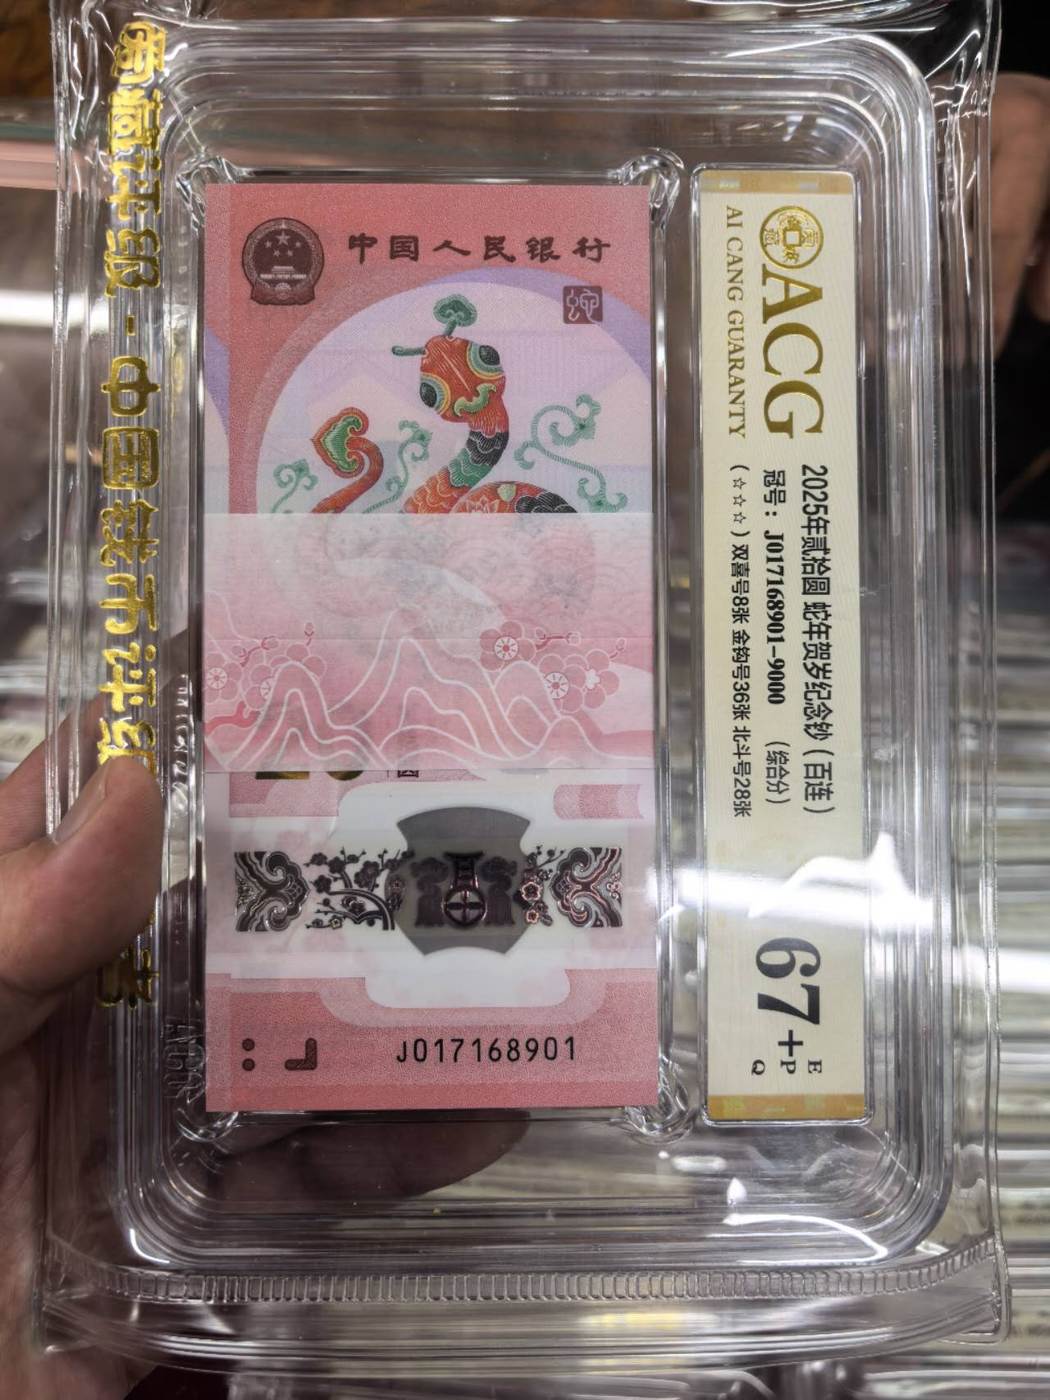 中国人民银行
J017168901
ACG
AI CANG GUARANTY
2025年贰拾圆 蛇年贺岁纪念钞（百连）
冠号：J017168901-9000 （综合分）
（☆☆☆）双喜号8张 金钩号36张 北斗号28张
67+
E
P
Q